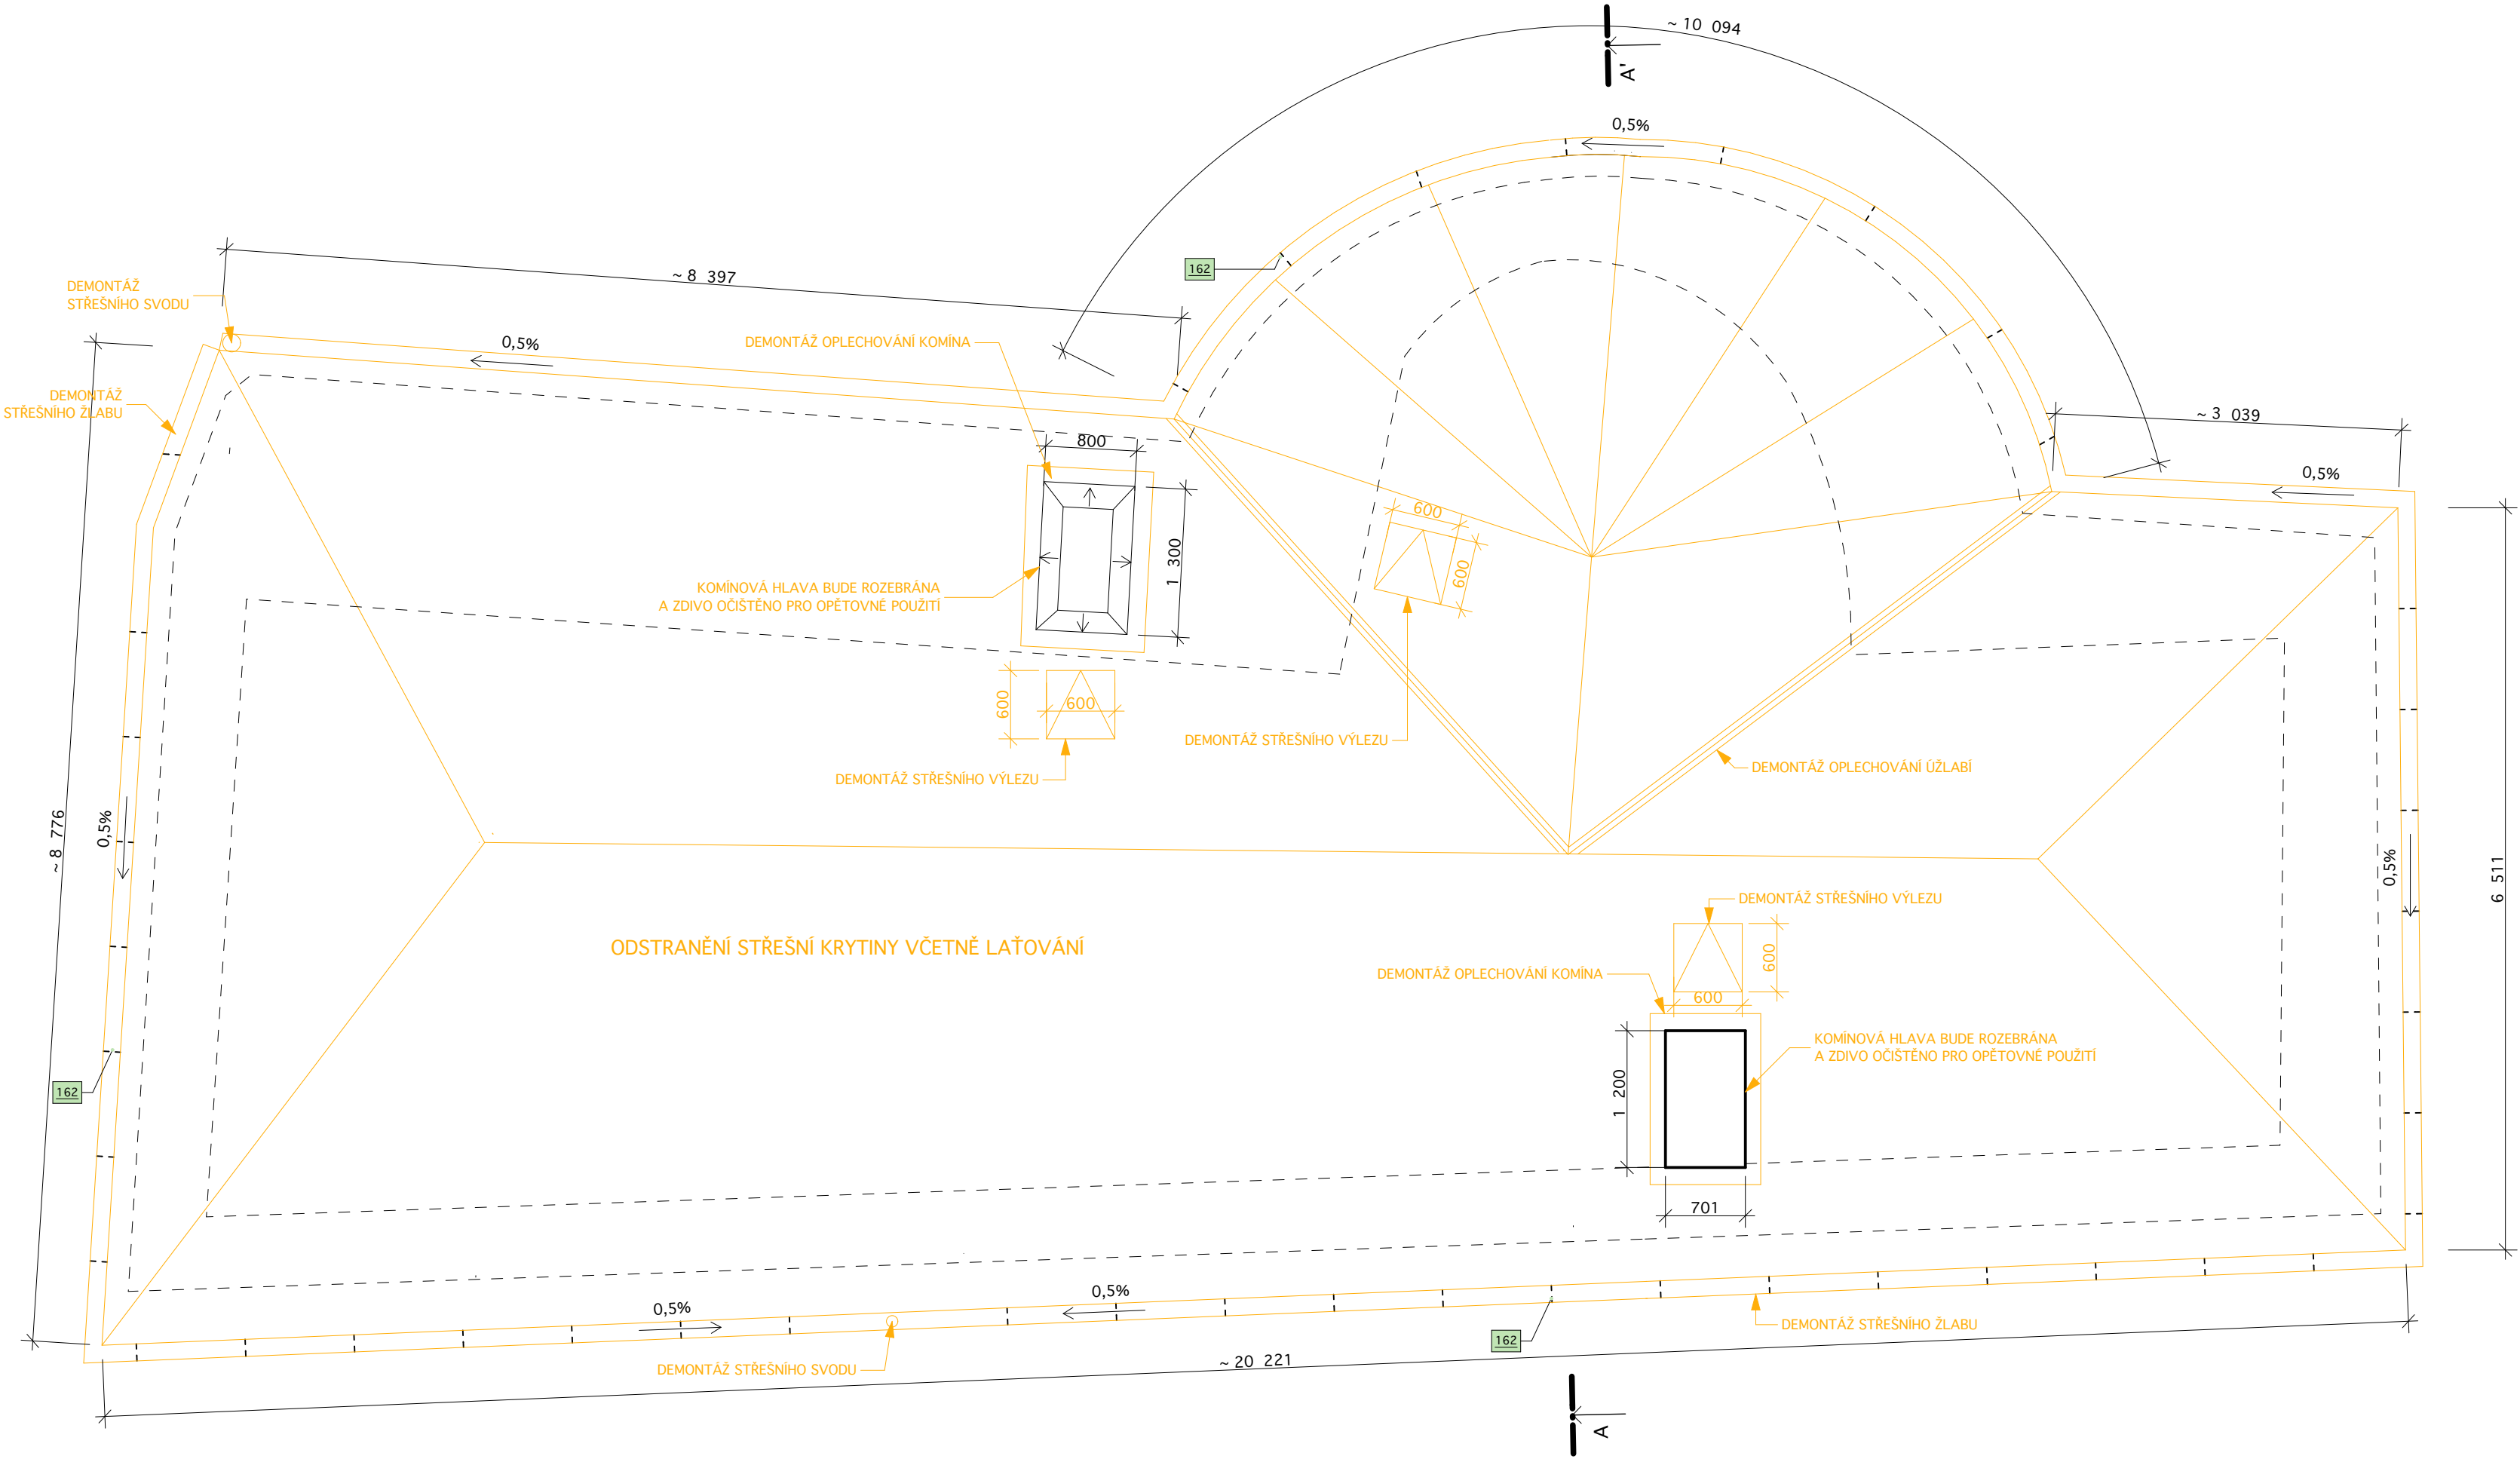 ~ 10 094
A'
0,5%
162
~ 8 397
DEMONTÁŽ
STŘEŠNÍHO SVODU
0,5%
DEMONTÁŽ OPLECHOVÁNÍ KOMÍNA
DEMONTÁŽ
STŘEŠNÍHO ŽLABU
~ 3 039
800
0,5%
600
1 300
600
KOMÍNOVÁ HLAVA BUDE ROZEBRÁNA
A ZDIVO OČIŠTĚNO PRO OPĚTOVNÉ POUŽITÍ
600
600
DEMONTÁŽ STŘEŠNÍHO VÝLEZU
DEMONTÁŽ STŘEŠNÍHO VÝLEZU
DEMONTÁŽ OPLECHOVÁNÍ ÚŽLABÍ
~ 8 776
0,5%
0,5%
6 511
DEMONTÁŽ STŘEŠNÍHO VÝLEZU
ODSTRANĚNÍ STŘEŠNÍ KRYTINY VČETNĚ LAŤOVÁNÍ
600
DEMONTÁŽ OPLECHOVÁNÍ KOMÍNA
600
KOMÍNOVÁ HLAVA BUDE ROZEBRÁNA
A ZDIVO OČIŠTĚNO PRO OPĚTOVNÉ POUŽITÍ
162
1 200
701
0,5%
0,5%
162
DEMONTÁŽ STŘEŠNÍHO ŽLABU
~ 20 221
DEMONTÁŽ STŘEŠNÍHO SVODU
A